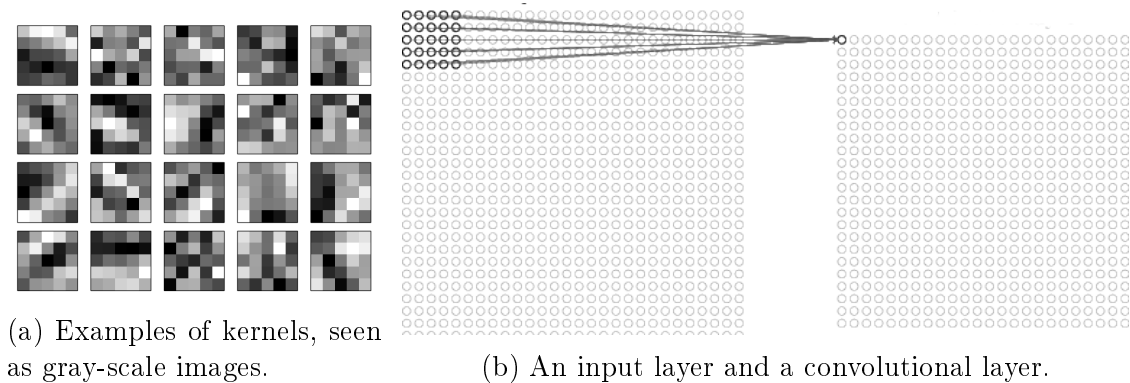 (a) Examples of kernels, seen
as gray-scale images.
(b) An input layer and a convolutional layer.